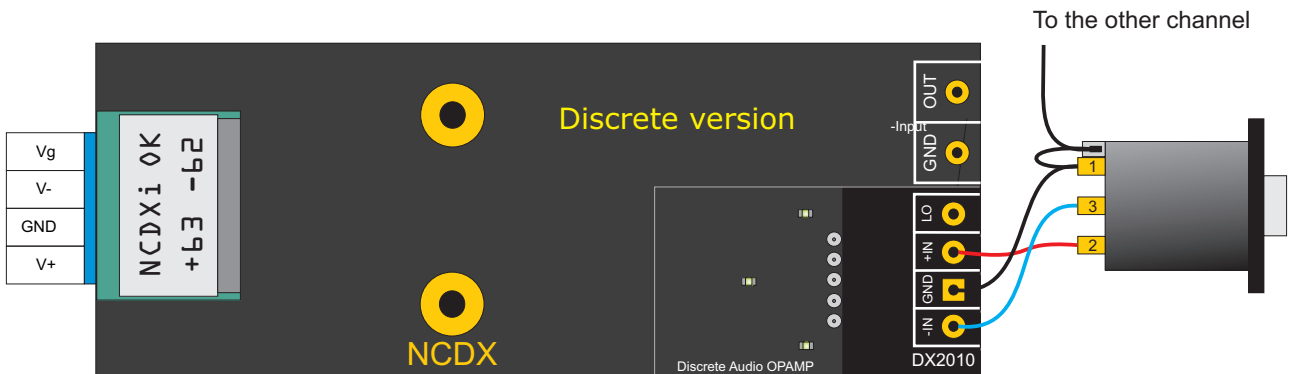 To the other channel
Vg
V-
GND
V+
NCDXi OK
+63 -62
Discrete version
NCDX
-Input
OUT
GND
LO
+IN
GND
-IN
DX2010
Discrete Audio OPAMP
1
3
2